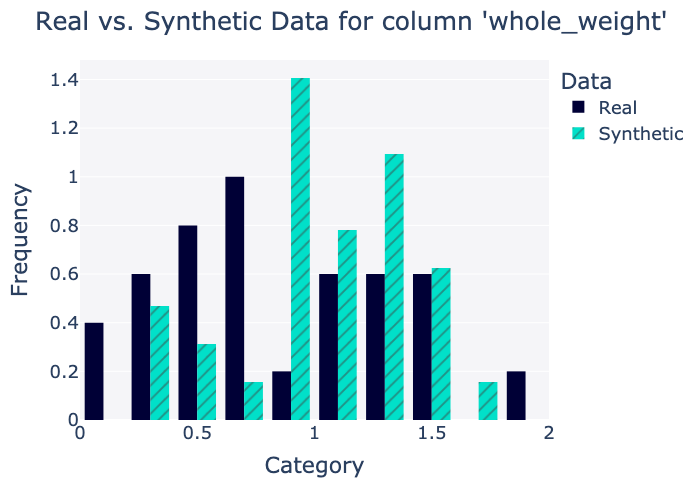 Real vs. Synthetic Data for column 'whole_weight'
Data
Real
Synthetic
Frequency
1.4
1.2
1
0.8
0.6
0.4
0.2
0
0 0.5 1 1.5 2
Category